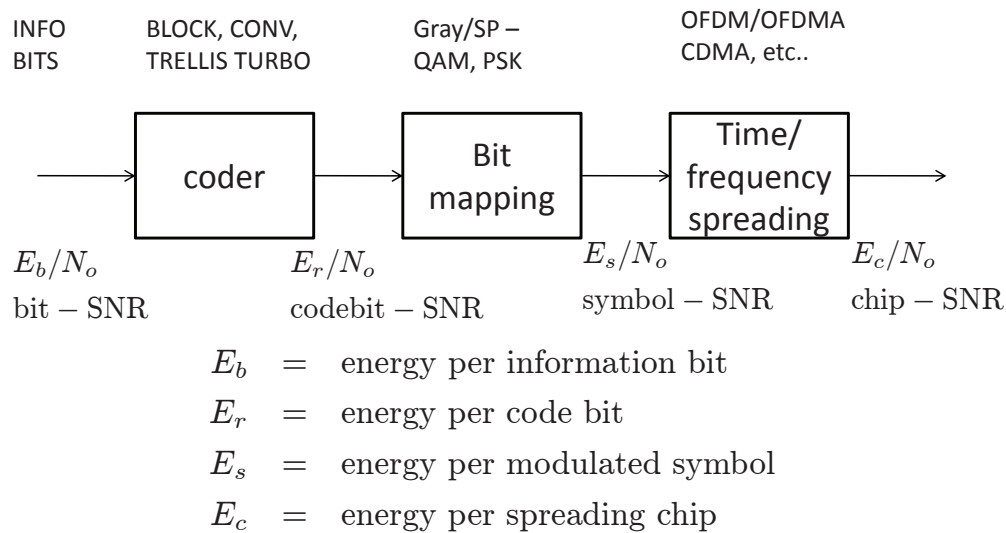 INFO
BITS
BLOCK, CONV,
TRELLIS TURBO
Gray/SP –
QAM, PSK
OFDM/OFDMA
CDMA, etc..
coder
Bit
mapping
Time/
frequency
spreading
E_b/N_o
bit – SNR
E_r/N_o
codebit – SNR
E_s/N_o
symbol – SNR
E_c/N_o
chip – SNR
E_b = energy per information bit
E_r = energy per code bit
E_s = energy per modulated symbol
E_c = energy per spreading chip